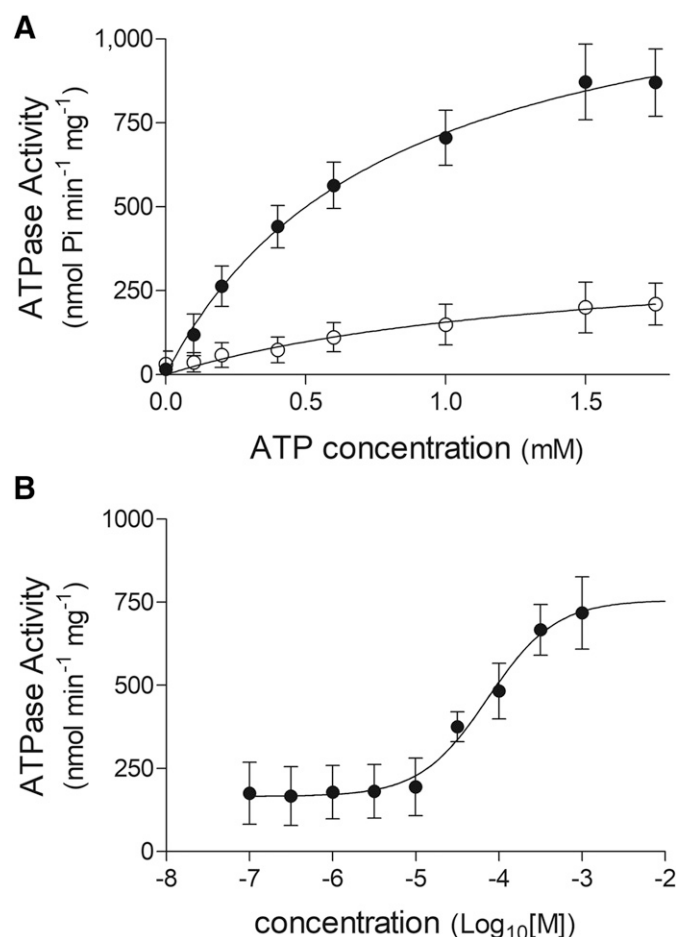 A
1,000
750
500
250
0
ATPase Activity
(nmol Pi min⁻¹ mg⁻¹)
0.0 0.5 1.0 1.5
ATP concentration (mM)
B
1000
750
500
250
0
ATPase Activity
(nmol min⁻¹ mg⁻¹)
-8 -7 -6 -5 -4 -3 -2
concentration (Log₁₀[M])